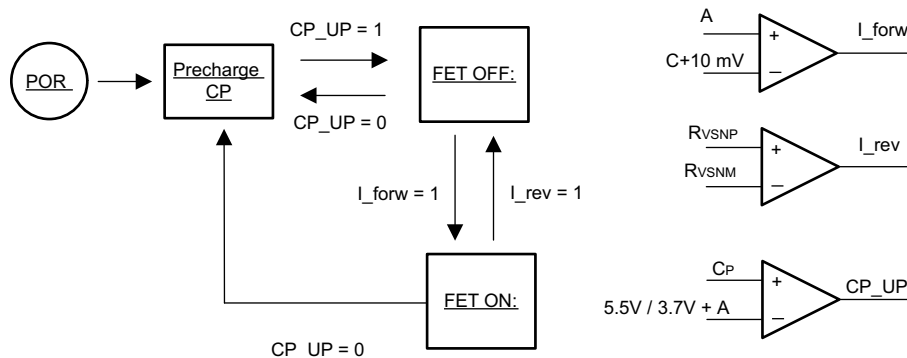 CP_UP = 1
POR
Precharge
CP
FET OFF:
CP_UP = 0
I_forw = 1
I_rev = 1
FET ON:
CP_UP = 0
A
+
I_forw
C+10 mV
–
RVSNP
+
I_rev
RVSNM
–
CP
+
CP_UP
5.5V / 3.7V + A
–